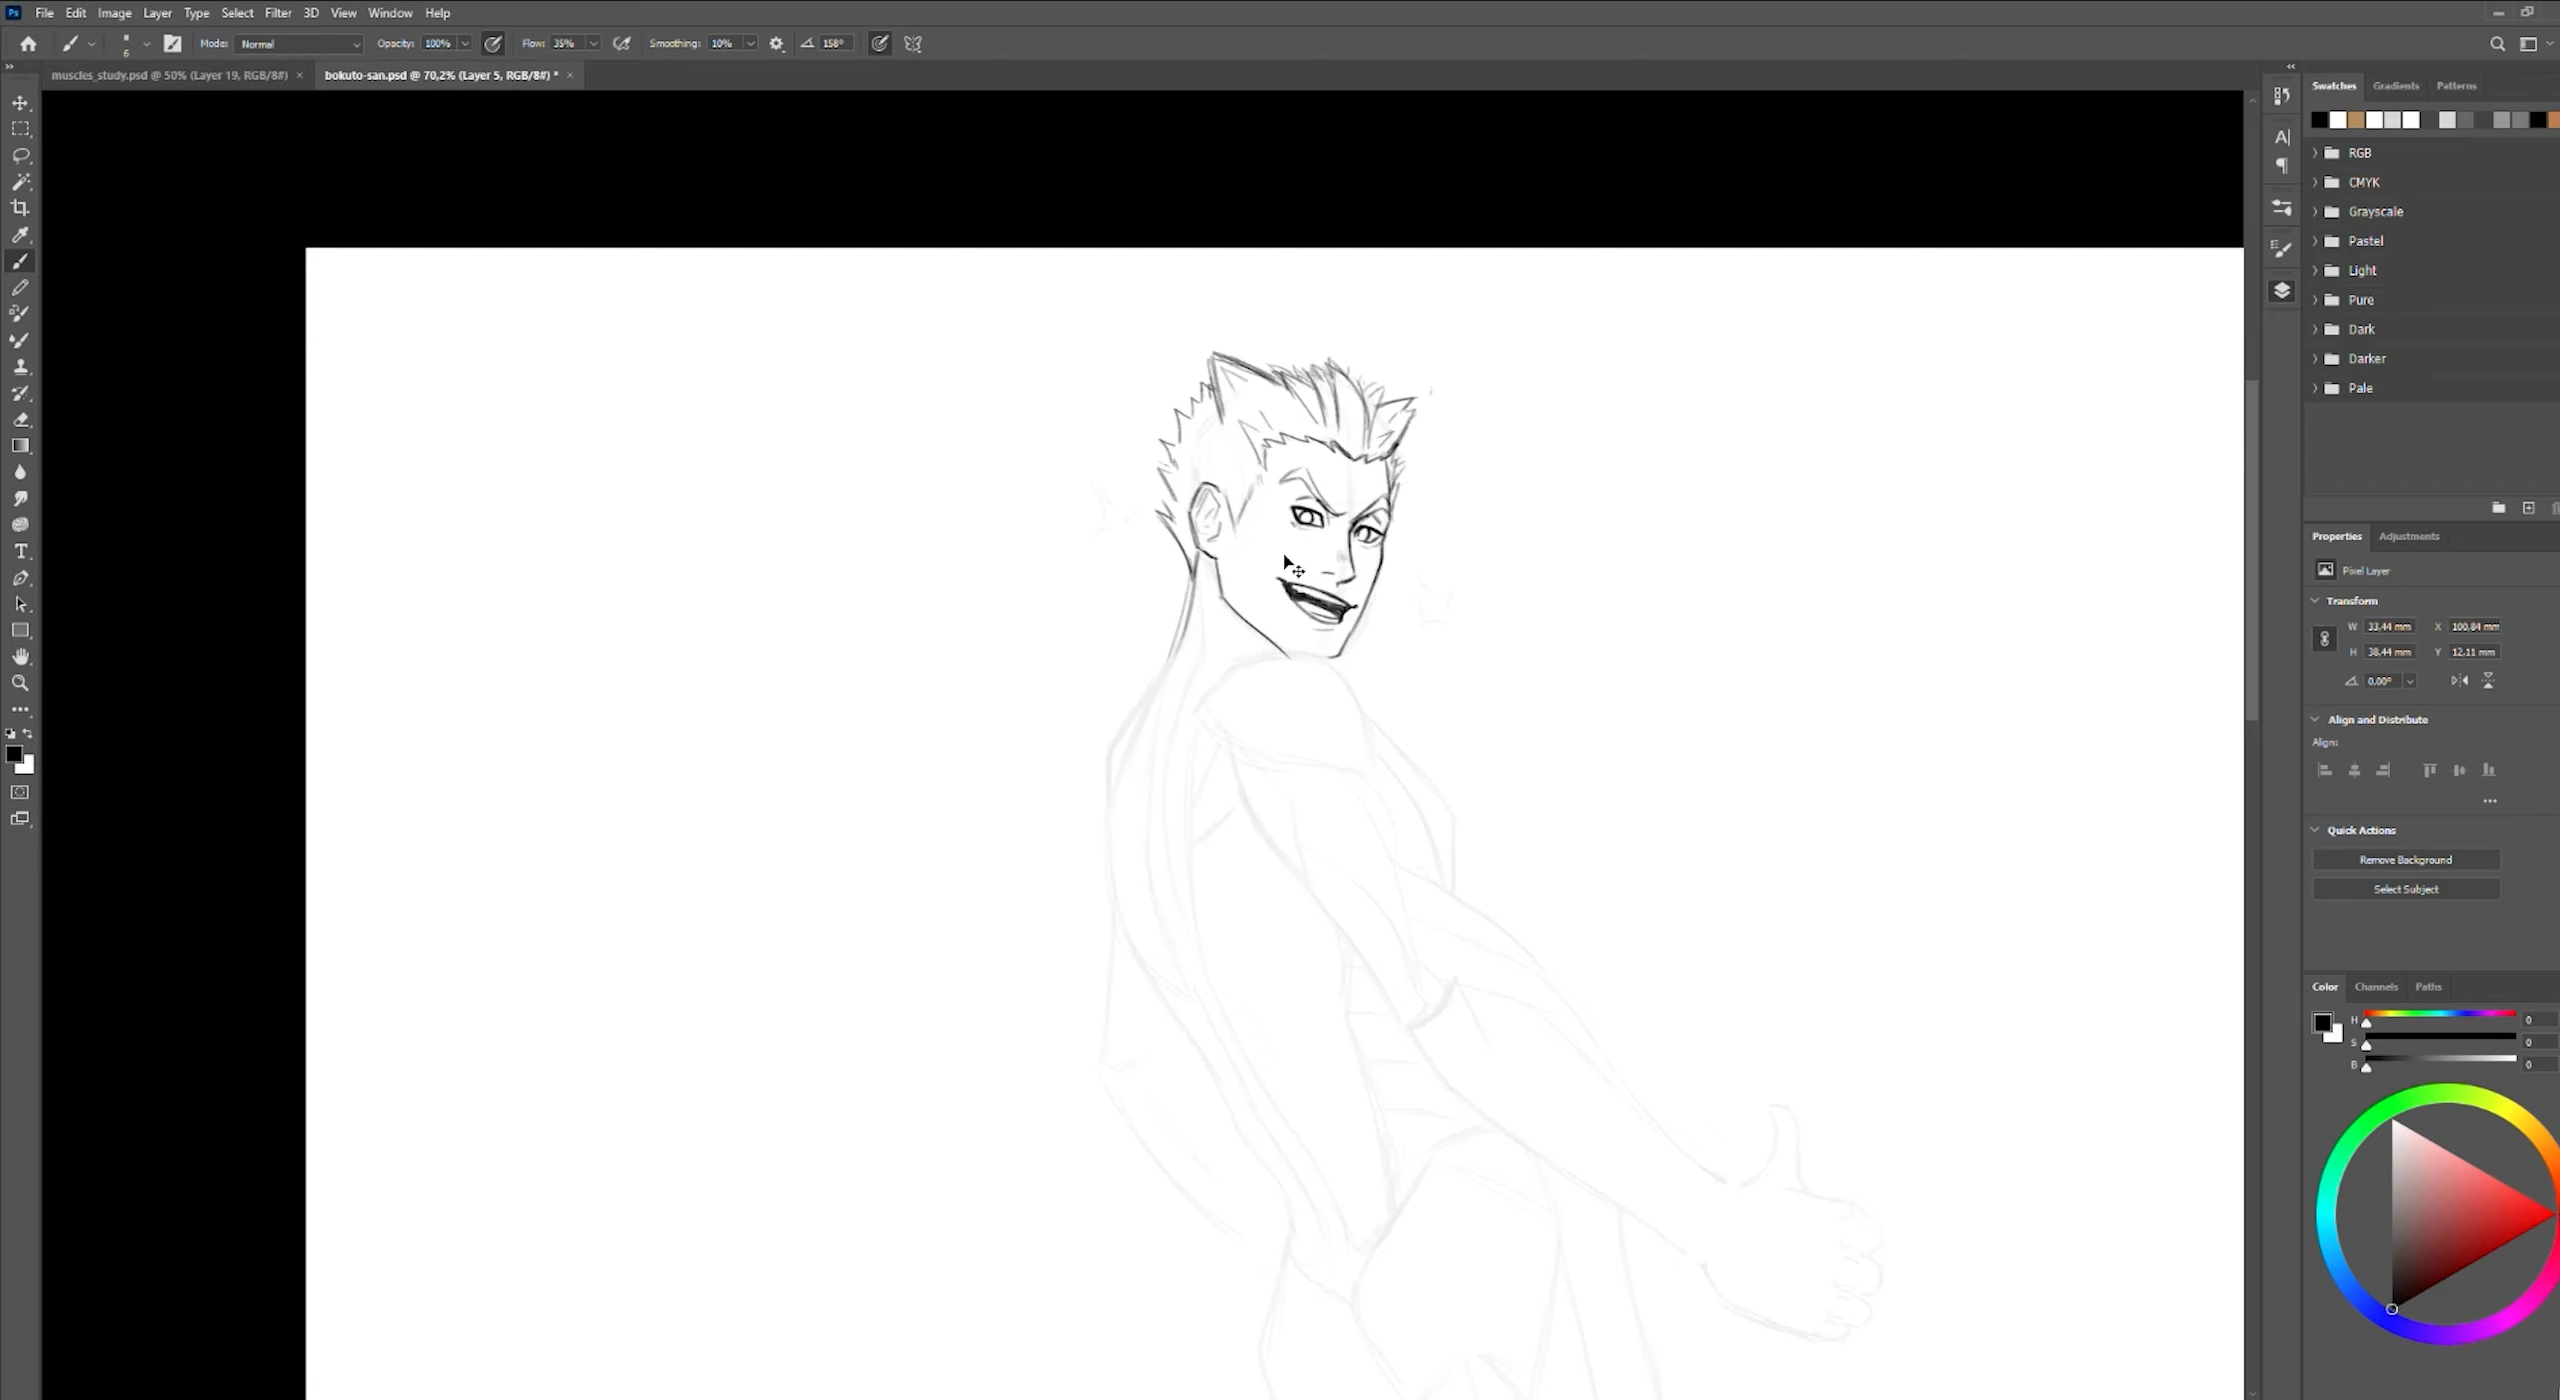 Ps File Edit Image Layer Type Select Filter 3D View Window Help
6 Mode: Normal Opacity: 100% Flow: 35% Smoothing: 10% 158°
muscles_study.psd @ 50% (Layer 19, RGB/8#) × bokuto-san.psd @ 70,2% (Layer 5, RGB/8#) * ×
Swatches Gradients Patterns
RGB
CMYK
Grayscale
Pastel
Light
Pure
Dark
Darker
Pale
Properties Adjustments
Pixel Layer
Transform
W 33,44 mm X 100,84 mm
H 38,44 mm Y 12,11 mm
0,00°
Align and Distribute
Align:
Quick Actions
Remove Background
Select Subject
Color Channels Paths
H 0
S 0
B 0